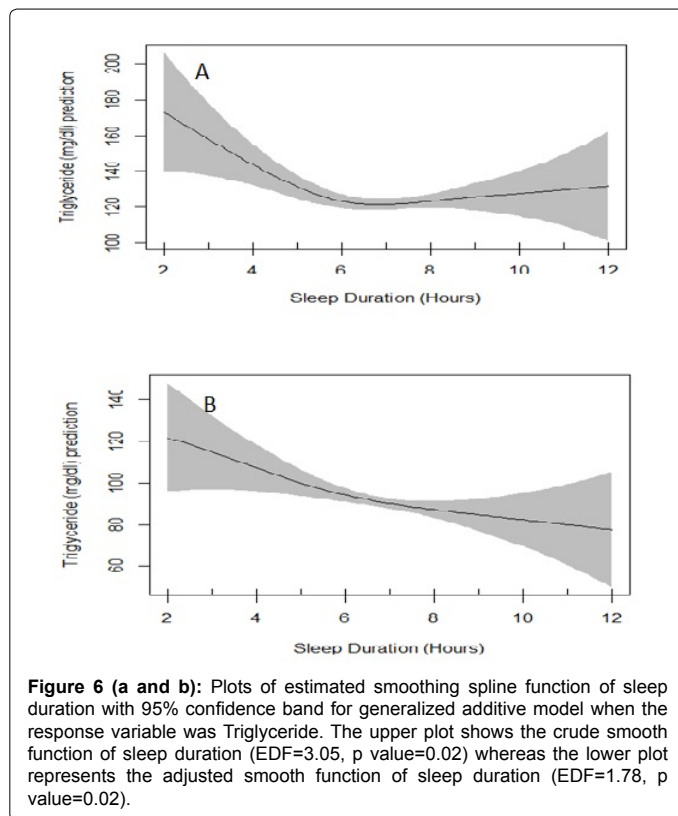 A
Triglyceride (mg/dl) prediction
200
180
160
140
120
100
2 4 6 8 10 12
Sleep Duration (Hours)
B
Triglyceride (mg/dl) prediction
140
120
100
80
60
2 4 6 8 10 12
Sleep Duration (Hours)
Figure 6 (a and b): Plots of estimated smoothing spline function of sleep
duration with 95% confidence band for generalized additive model when the
response variable was Triglyceride. The upper plot shows the crude smooth
function of sleep duration (EDF=3.05, p value=0.02) whereas the lower plot
represents the adjusted smooth function of sleep duration (EDF=1.78, p
value=0.02).